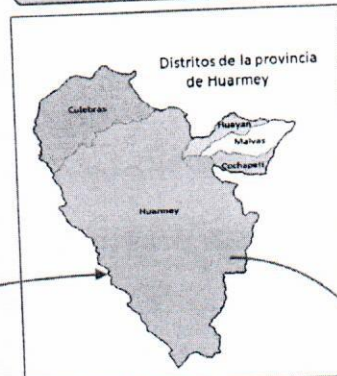 Distritos de la provincia
de Huarmey
Culebras
Huayan
Malvas
Cochapeti
Huarmey